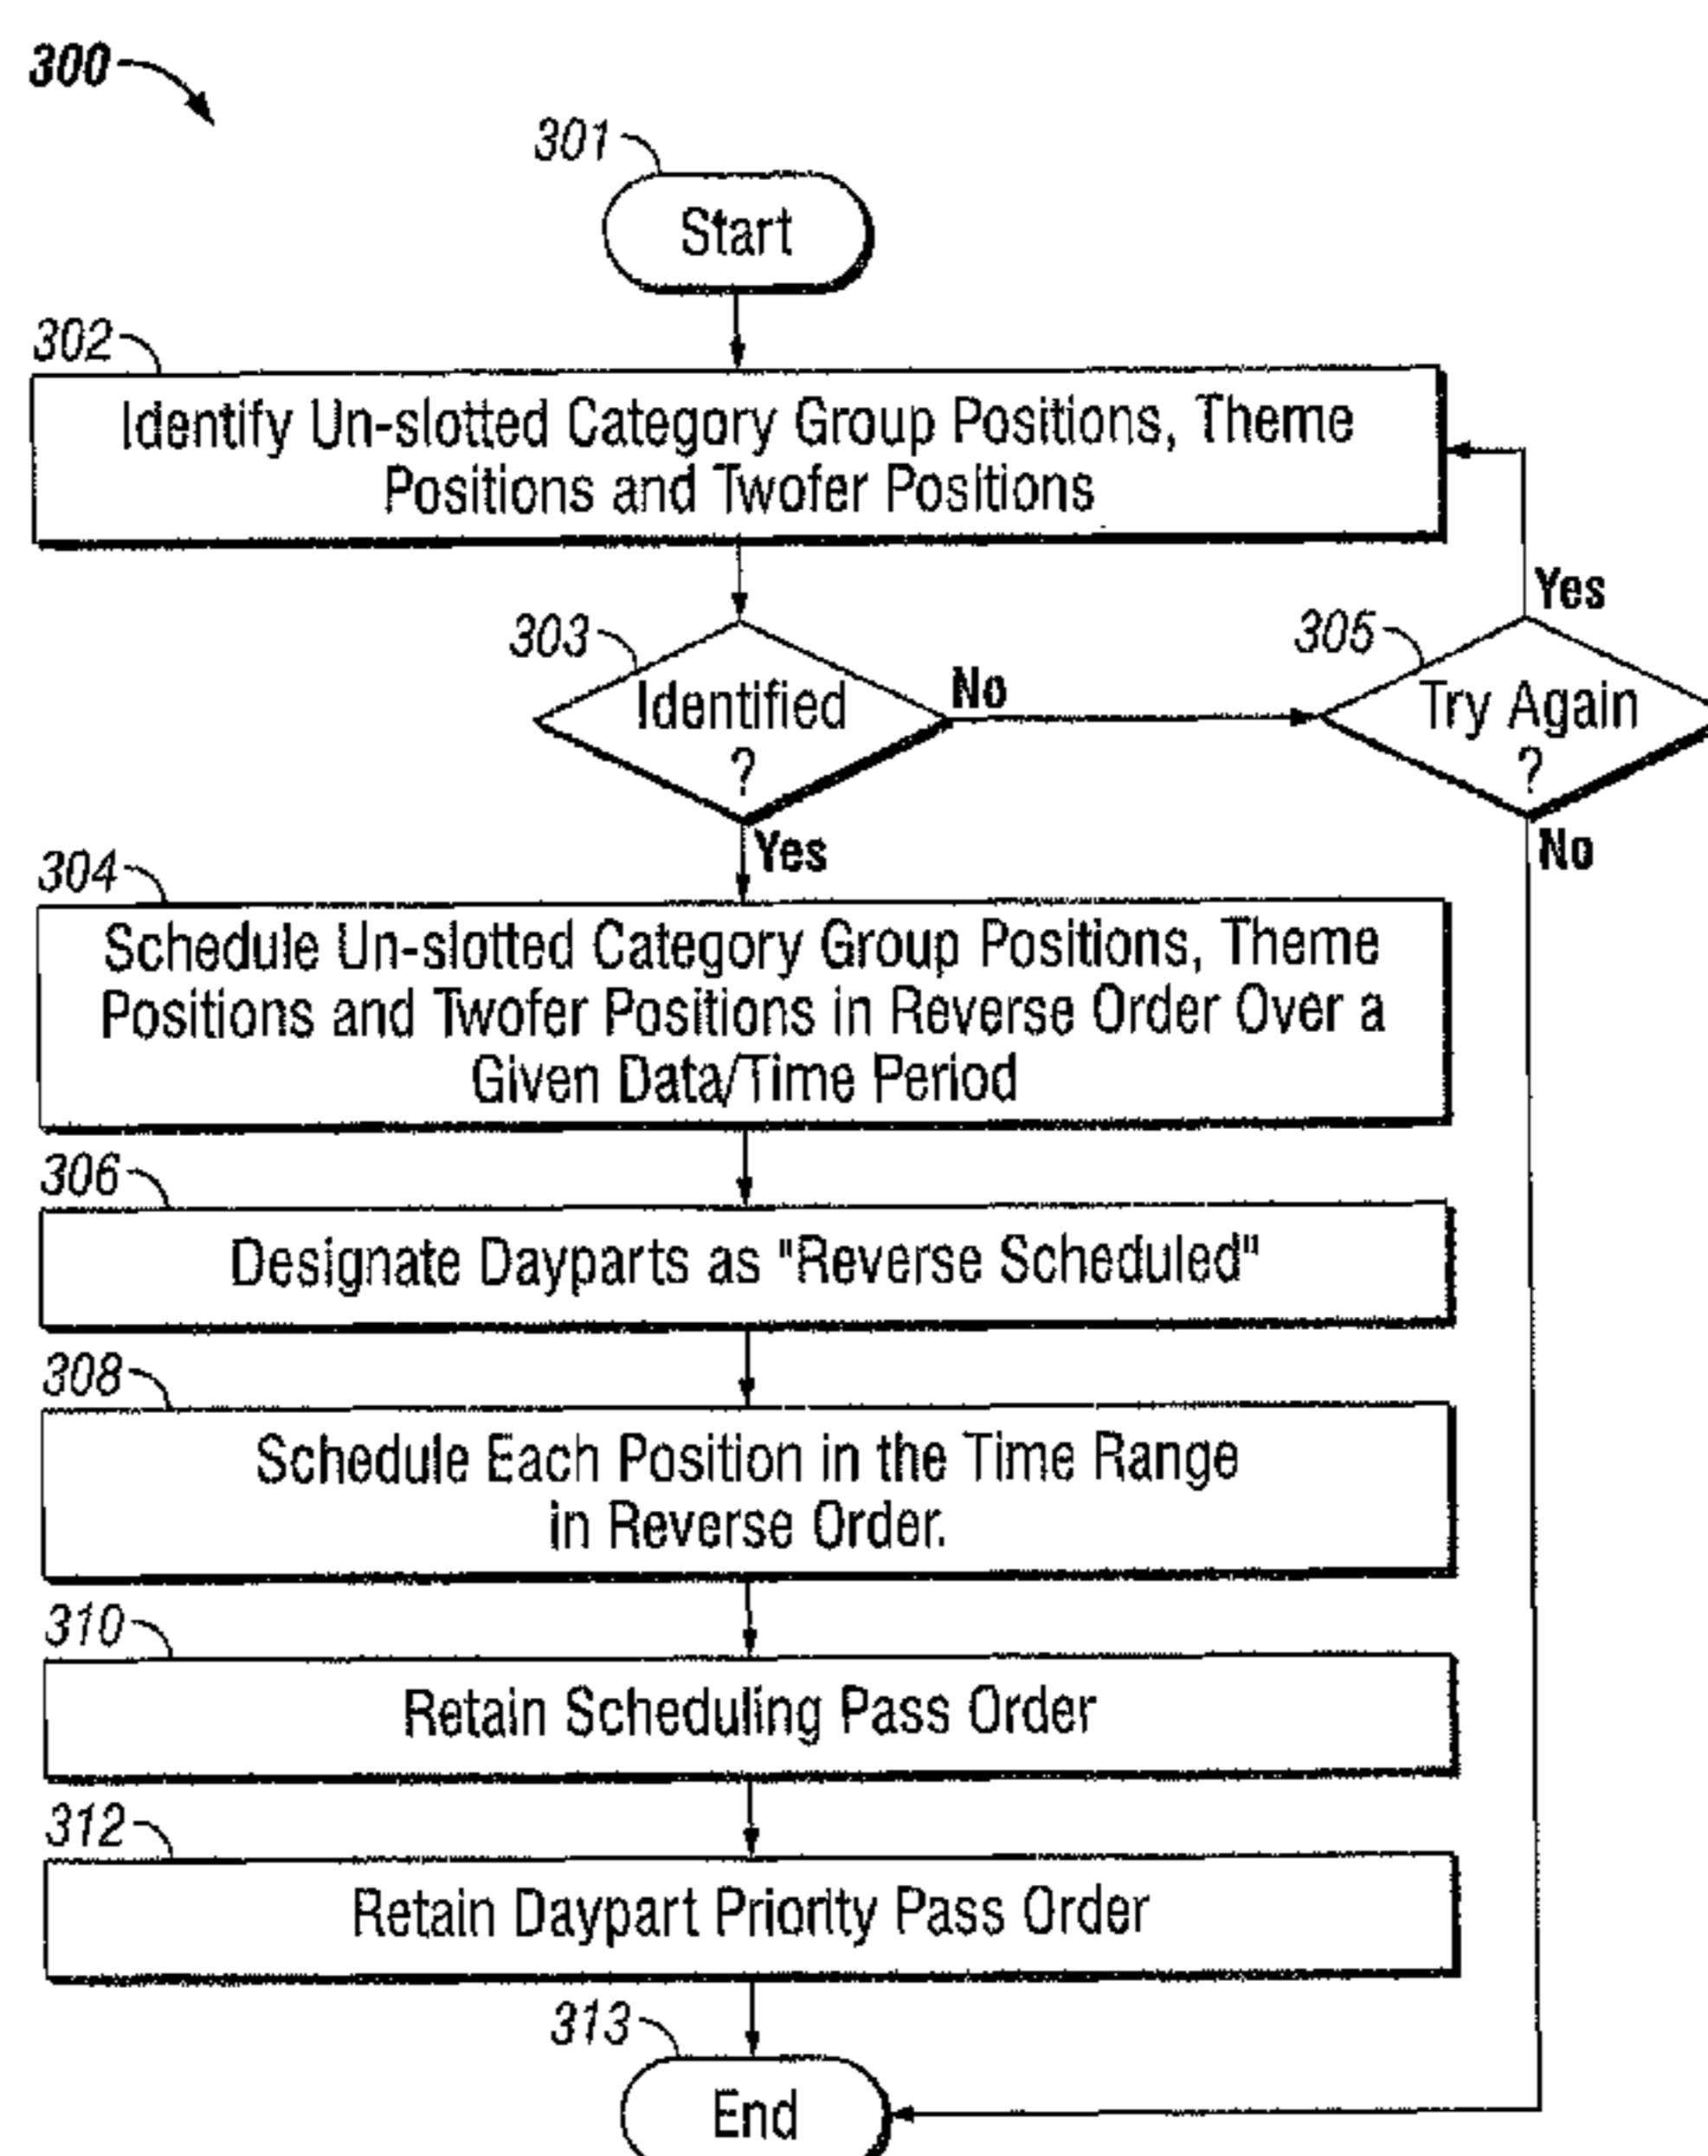 300
301
Start
302
Identify Un-slotted Category Group Positions, Theme
Positions and Twofer Positions
Yes
303
305
Identified
?
No
Try Again
?
Yes
No
304
Schedule Un-slotted Category Group Positions, Theme
Positions and Twofer Positions in Reverse Order Over a
Given Data/Time Period
306
Designate Dayparts as "Reverse Scheduled"
308
Schedule Each Position in the Time Range
in Reverse Order.
310
Retain Scheduling Pass Order
312
Retain Daypart Priority Pass Order
313
End